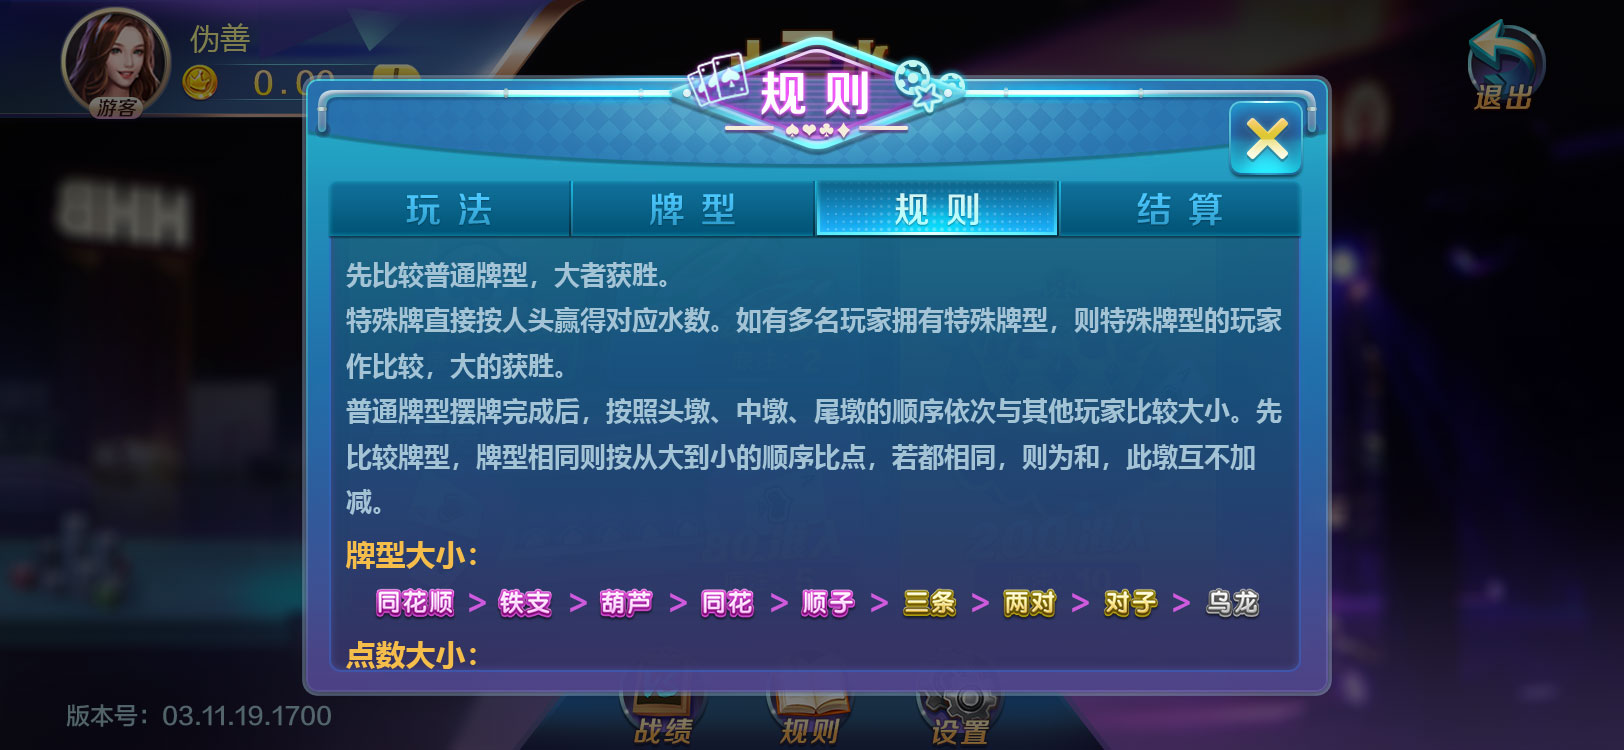 伪善
0.00
游客
规则
退出
玩法
牌型
规则
结算
先比较普通牌型，大者获胜。
特殊牌直接按人头赢得对应水数。如有多名玩家拥有特殊牌型，则特殊牌型的玩家
作比较，大的获胜。
普通牌型摆牌完成后，按照头墩、中墩、尾墩的顺序依次与其他玩家比较大小。先
比较牌型，牌型相同则按从大到小的顺序比点，若都相同，则为和，此墩互不加
减。
牌型大小：
同花顺 > 铁支 > 葫芦 > 同花 > 顺子 > 三条 > 两对 > 对子 > 乌龙
点数大小：
版本号：03.11.19.1700
战绩
规则
设置